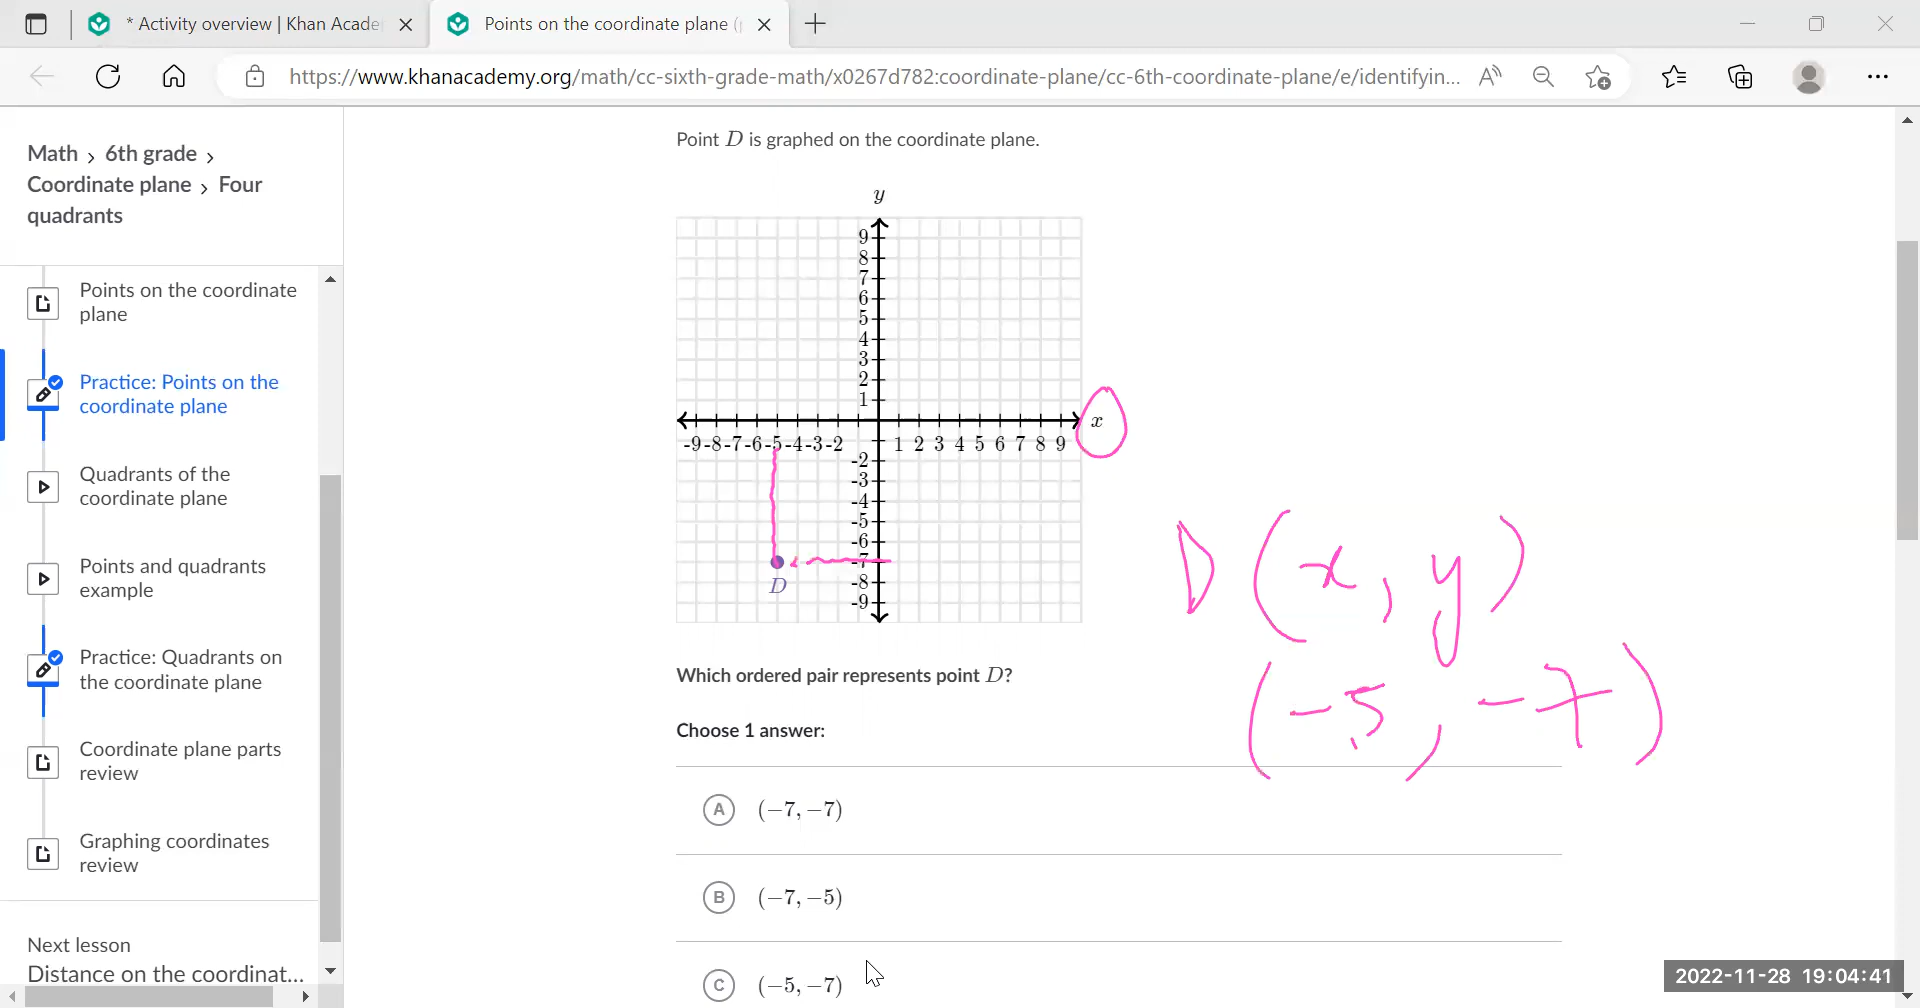 * Activity overview | Khan Acade
Points on the coordinate plane (
https://www.khanacademy.org/math/cc-sixth-grade-math/x0267d782:coordinate-plane/cc-6th-coordinate-plane/e/identifyin...
Math > 6th grade >
Coordinate plane > Four
quadrants
Points on the coordinate
plane
Practice: Points on the
coordinate plane
Quadrants of the
coordinate plane
Points and quadrants
example
Practice: Quadrants on
the coordinate plane
Coordinate plane parts
review
Graphing coordinates
review
Next lesson
Distance on the coordinat...
Point D is graphed on the coordinate plane.
y
9
8
7
6
5
4
3
2
1
x
-9 -8 -7 -6 -5 -4 -3 -2 1 2 3 4 5 6 7 8 9
-2
-3
-4
-5
-6
-7
-8
-9
D
D (x, y)
(-5, -7)
Which ordered pair represents point D?
Choose 1 answer:
A (−7, −7)
B (−7, −5)
C (−5, −7)
2022-11-28 19:04:41